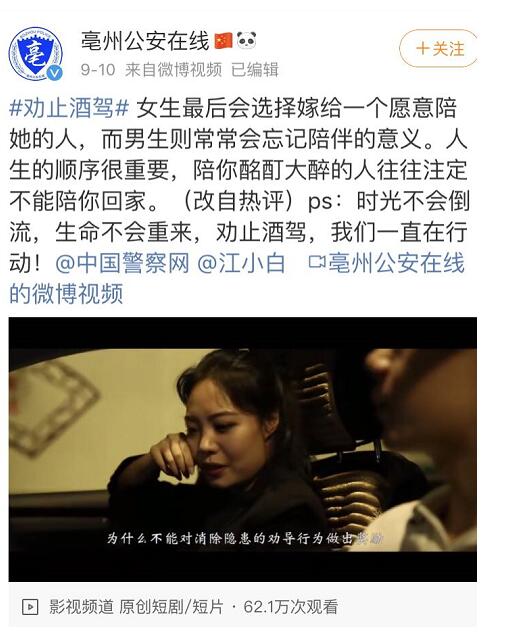 亳州公安在线🇨🇳🐼
9-10 来自微博视频 已编辑
+关注
#劝止酒驾# 女生最后会选择嫁给一个愿意陪
她的人，而男生则常常会忘记陪伴的意义。人
生的顺序很重要，陪你酩酊大醉的人往往注定
不能陪你回家。（改自热评）ps：时光不会倒
流，生命不会重来，劝止酒驾，我们一直在行
动！@中国警察网 @江小白 亳州公安在线
的微博视频
为什么不能对消除隐患的劝导行为做出奖励
影视频道 原创短剧/短片 · 62.1万次观看